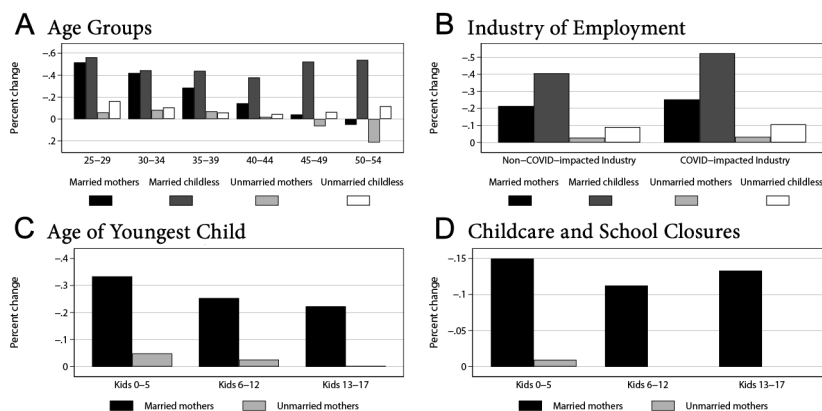 A Age Groups
Percent change
–.6
–.4
–.2
0
.2
25–29 30–34 35–39 40–44 45–49 50–54
Married mothers Married childless Unmarried mothers Unmarried childless
B Industry of Employment
Percent change
–.5
–.4
–.3
–.2
–.1
0
Non–COVID–impacted Industry COVID–impacted Industry
Married mothers Married childless Unmarried mothers Unmarried childless
C Age of Youngest Child
Percent change
–.4
–.3
–.2
–.1
0
Kids 0–5 Kids 6–12 Kids 13–17
Married mothers Unmarried mothers
D Childcare and School Closures
Percent change
–.15
–.1
–.05
0
Kids 0–5 Kids 6–12 Kids 13–17
Married mothers Unmarried mothers